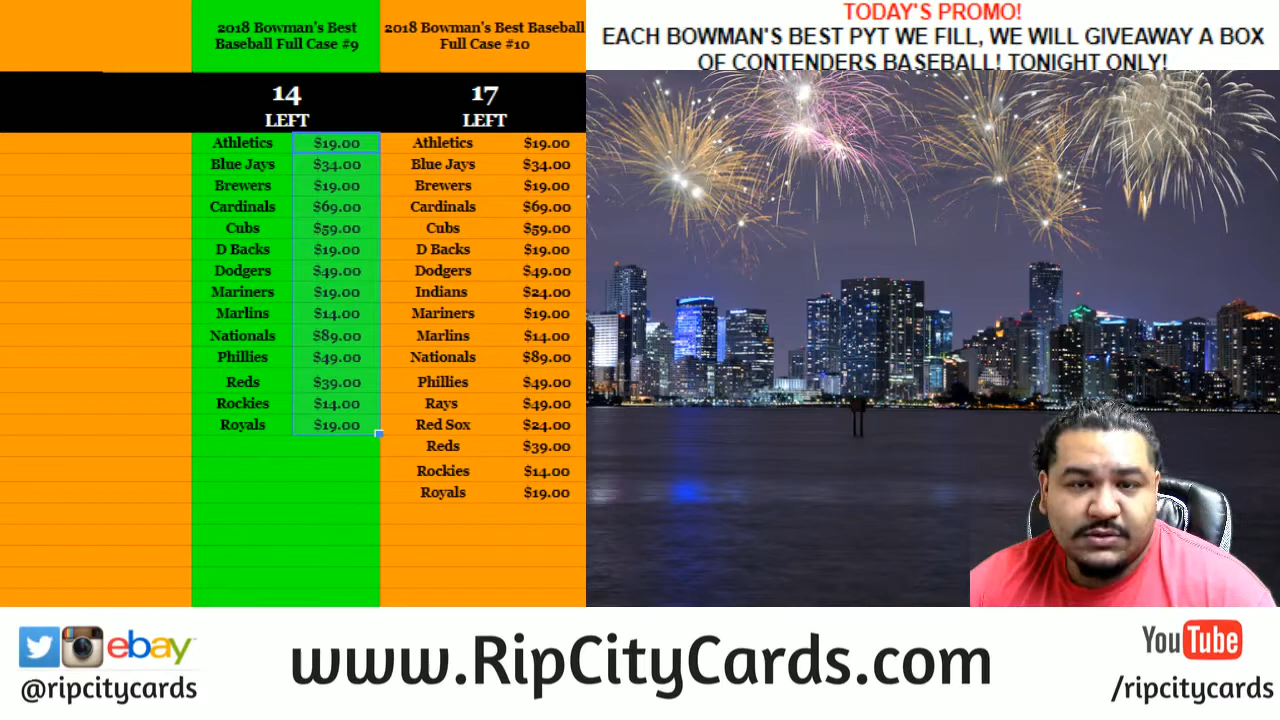 2018 Bowman's Best
Baseball Full Case #9
2018 Bowman's Best Baseball
Full Case #10
TODAY'S PROMO!
EACH BOWMAN'S BEST PYT WE FILL, WE WILL GIVEAWAY A BOX
OF CONTENDERS BASEBALL! TONIGHT ONLY!
14
LEFT
17
LEFT
Athletics $19.00 Athletics $19.00
Blue Jays $34.00 Blue Jays $34.00
Brewers $19.00 Brewers $19.00
Cardinals $69.00 Cardinals $69.00
Cubs $59.00 Cubs $59.00
D Backs $19.00 D Backs $19.00
Dodgers $49.00 Dodgers $49.00
Mariners $19.00 Indians $24.00
Marlins $14.00 Mariners $19.00
Nationals $89.00 Marlins $14.00
Phillies $49.00 Nationals $89.00
Reds $39.00 Phillies $49.00
Rockies $14.00 Rays $49.00
Royals $19.00 Red Sox $24.00
Reds $39.00
Rockies $14.00
Royals $19.00
ebay
@ripcitycards
www.RipCityCards.com
YouTube
/ripcitycards